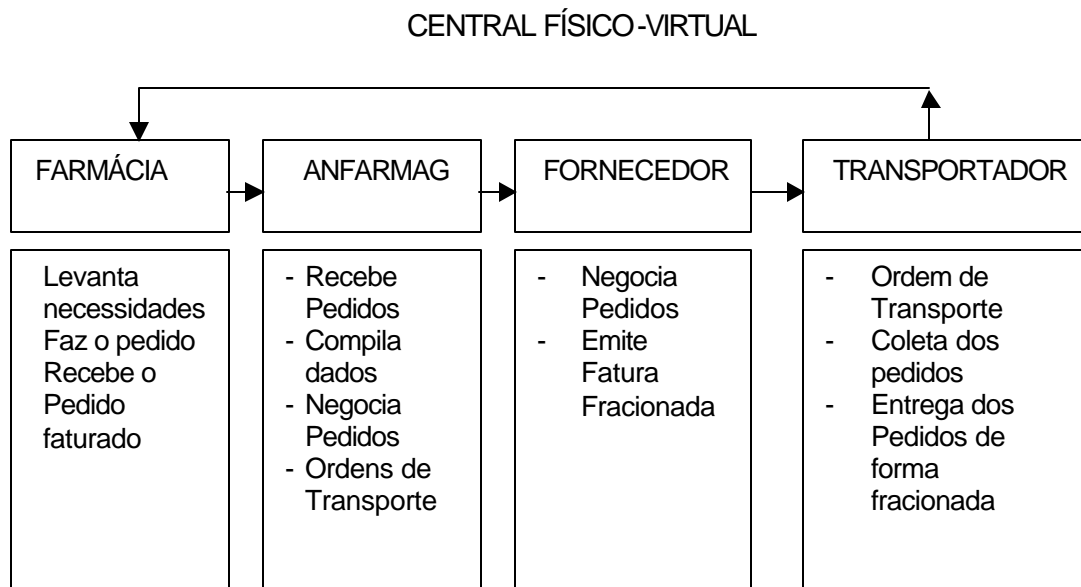 CENTRAL FÍSICO-VIRTUAL
FARMÁCIA
ANFARMAG
FORNECEDOR
TRANSPORTADOR
Levanta
necessidades
Faz o pedido
Recebe o
Pedido
faturado
- Recebe
Pedidos
- Compila
dados
- Negocia
Pedidos
- Ordens de
Transporte
- Negocia
Pedidos
- Emite
Fatura
Fracionada
- Ordem de
Transporte
- Coleta dos
pedidos
- Entrega dos
Pedidos de
forma
fracionada